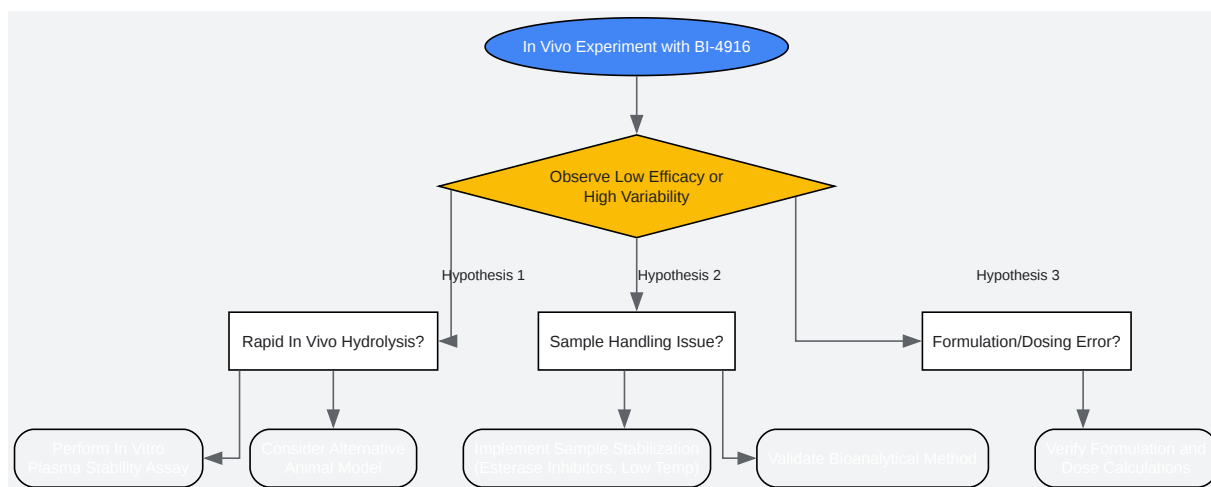 In Vivo Experiment with BI-4916
Observe Low Efficacy or
High Variability
Hypothesis 1
Hypothesis 2
Hypothesis 3
Rapid In Vivo Hydrolysis?
Sample Handling Issue?
Formulation/Dosing Error?
Perform In Vitro
Plasma Stability Assay
Consider Alternative
Animal Model
Implement Sample Stabilization
(Esterase Inhibitors, Low Temp)
Validate Bioanalytical Method
Verify Formulation and
Dose Calculations